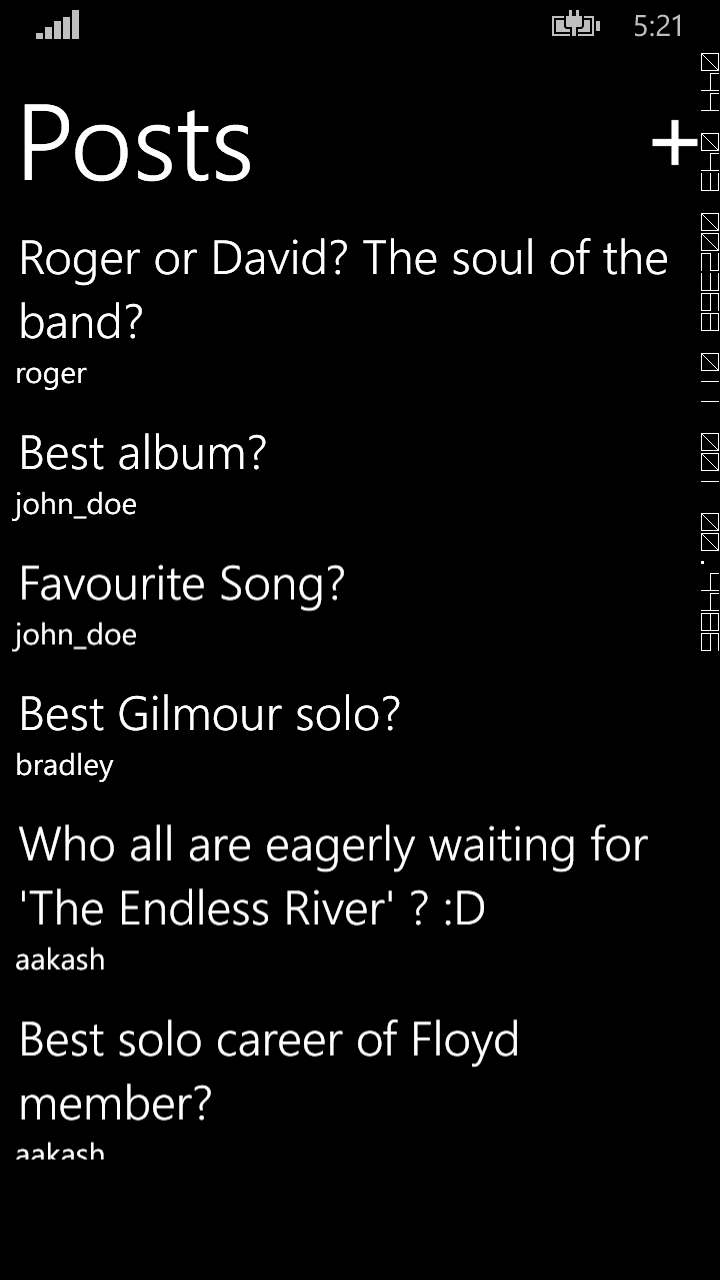 5:21
Posts
+
Roger or David? The soul of the
band?
roger
Best album?
john_doe
Favourite Song?
john_doe
Best Gilmour solo?
bradley
Who all are eagerly waiting for
'The Endless River' ? :D
aakash
Best solo career of Floyd
member?
aakash